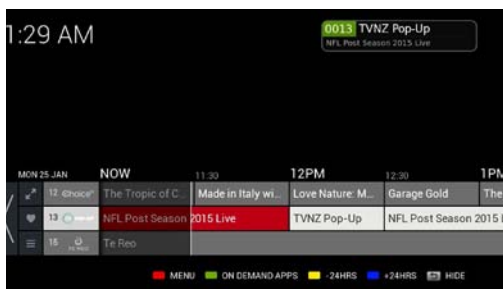 1:29 AM
0013 TVNZ Pop-Up
NFL Post Season 2015 Live
MON 25 JAN NOW 11:30 12PM 12:30 1PM
12 Choice The Tropic of C... Made in Italy wi... Love Nature: M... Garage Gold The
13 NFL Post Season 2015 Live TVNZ Pop-Up NFL Post Season 2015
15 TE REO Te Reo
MENU ON DEMAND APPS -24HRS +24HRS HIDE